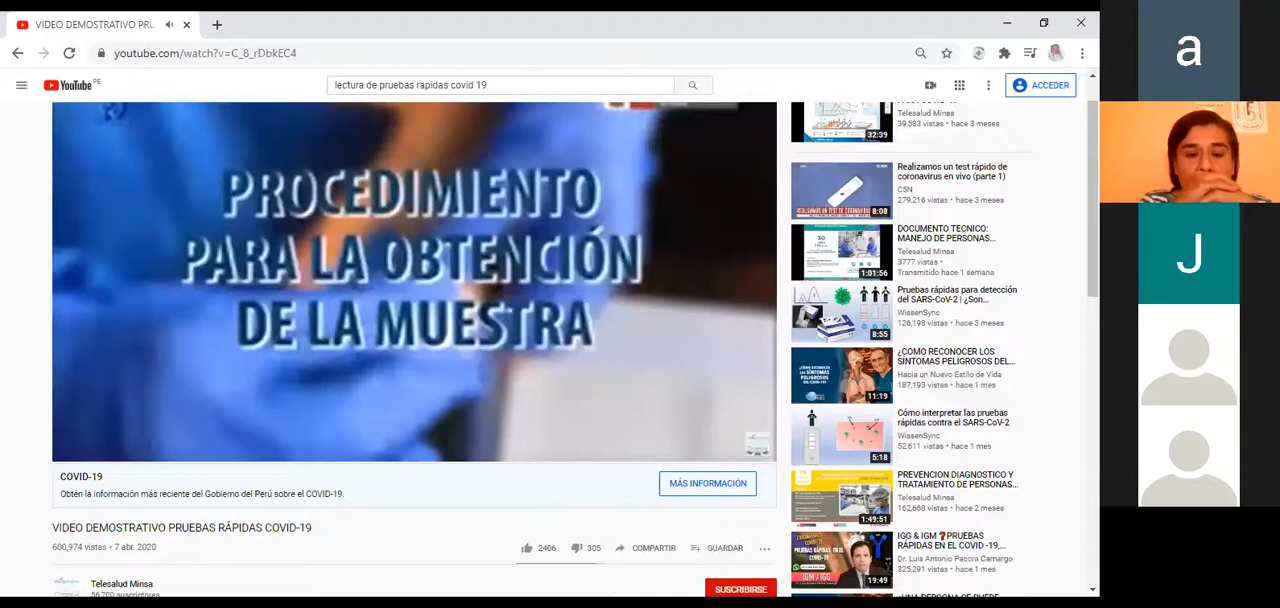 VIDEO DEMOSTRATIVO PRU
youtube.com/watch?v=C_8_rDbkEC4
YouTube PE
lectura de pruebas rapidas covid 19
ACCEDER
PROCEDIMIENTO
PARA LA OBTENCIÓN
DE LA MUESTRA
COVID-19
Obtén la información más reciente del Gobierno del Perú sobre el COVID-19.
MÁS INFORMACIÓN
VIDEO DEMOSTRATIVO PRUEBAS RÁPIDAS COVID-19
600,974 vistas • 7 abr. 2020
2406
305
COMPARTIR
GUARDAR
Telesalud Minsa
56,700 suscriptores
SUSCRIBIRSE
Telesalud Minsa
39,583 vistas • hace 3 meses
32:39
Realizamos un test rápido de
coronavirus en vivo (parte 1)
C5N
279,216 vistas • hace 3 meses
8:08
DOCUMENTO TECNICO:
MANEJO DE PERSONAS...
Telesalud Minsa
3777 vistas •
Transmitido hace 1 semana
1:01:56
Pruebas rápidas para detección
del SARS-CoV-2 | ¿Son...
WissenSync
126,198 vistas • hace 3 meses
8:55
¿COMO RECONOCER LOS
SÍNTOMAS PELIGROSOS DEL...
Hacia un Nuevo Estilo de Vida
187,193 vistas • hace 1 mes
11:19
Cómo interpretar las pruebas
rápidas contra el SARS-CoV-2
WissenSync
52,611 vistas • hace 1 mes
5:18
PREVENCION DIAGNOSTICO Y
TRATAMIENTO DE PERSONAS...
Telesalud Minsa
162,668 vistas • hace 2 meses
1:49:51
IGG & IGM ❓PRUEBAS
RÁPIDAS EN EL COVID -19,...
Dr. Luis Antonio Pacora Camargo
325,291 vistas • hace 1 mes
19:49
a
J